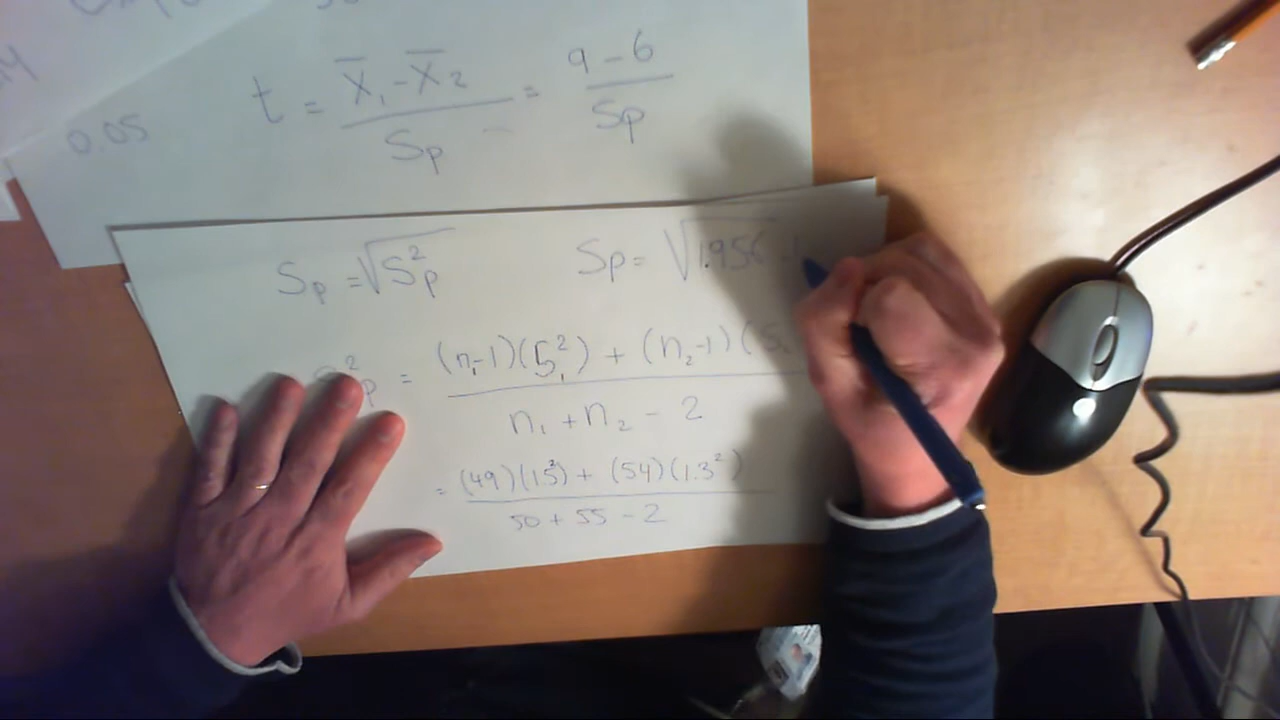 t = X̄₁-X̄₂ / Sp = 9-6 / Sp
0.05
Sp = √S²p
Sp = √1.956
²p = (n₁-1)(S₁²) + (n₂-1)(S
n₁ + n₂ - 2
= (49)(1.5²) + (54)(1.3²)
50 + 55 - 2